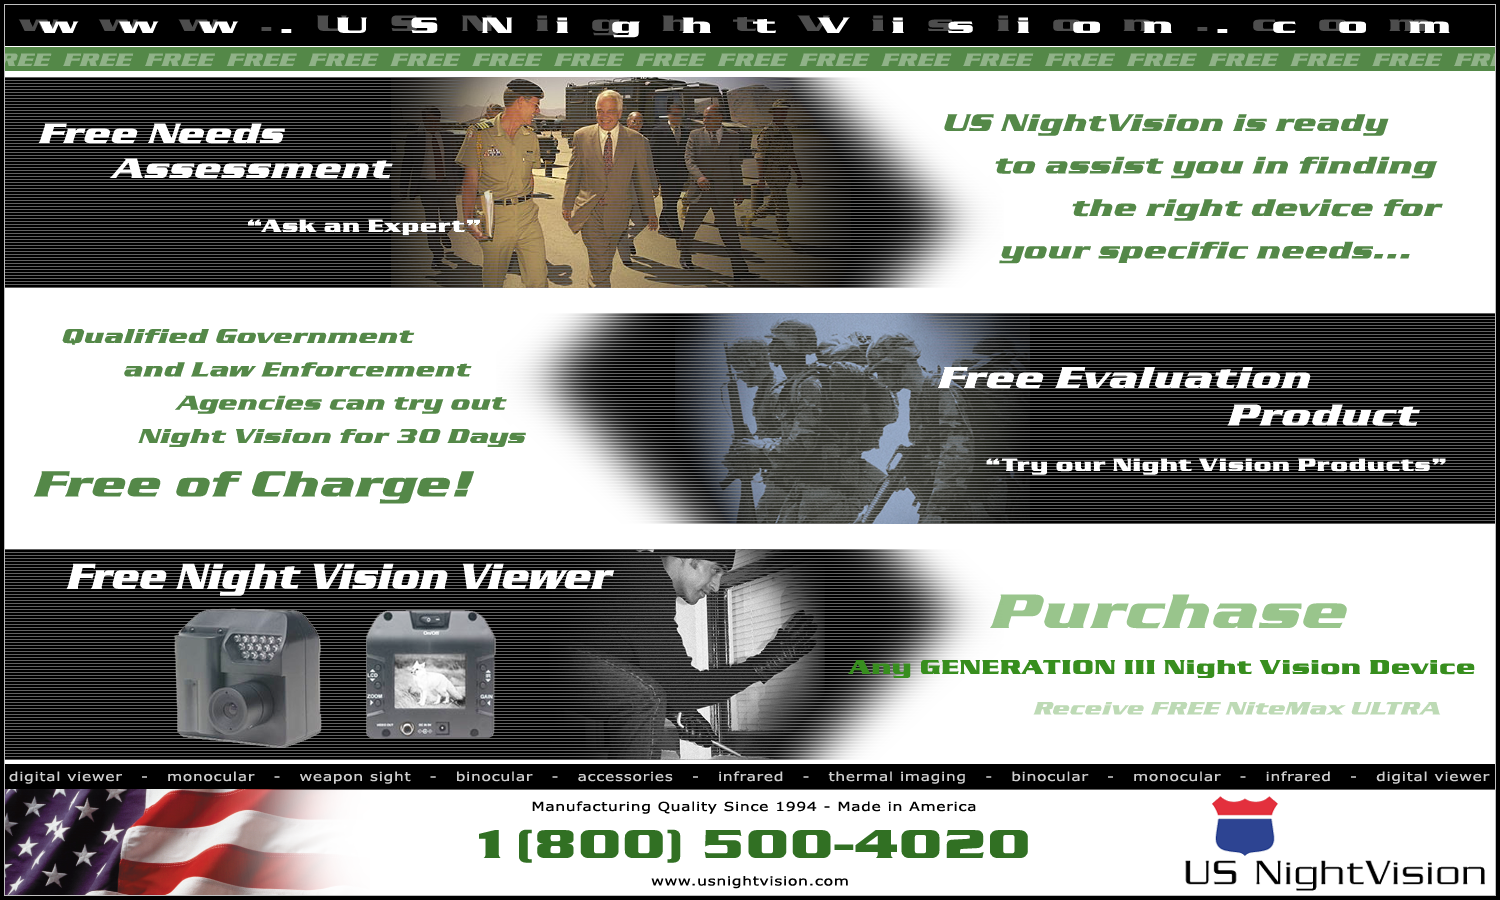 www.USNightVision.com
FREE FREE FREE FREE FREE FREE FREE FREE FREE FREE FREE FREE FREE FREE FREE FREE
Free Needs
Assessment
“Ask an Expert”
US NightVision is ready
to assist you in finding
the right device for
your specific needs...
Qualified Government
and Law Enforcement
Agencies can try out
Night Vision for 30 Days
Free of Charge!
Free Evaluation
Product
“Try our Night Vision Products”
Free Night Vision Viewer
On/Off
LCD
ZOOM
GAIN
Purchase
Any GENERATION III Night Vision Device
Receive FREE NiteMax ULTRA
digital viewer - monocular - weapon sight - binocular - accessories - infrared - thermal imaging - binocular - monocular - infrared - digital viewer
Manufacturing Quality Since 1994 - Made in America
1 (800) 500-4020
www.usnightvision.com
US NightVision